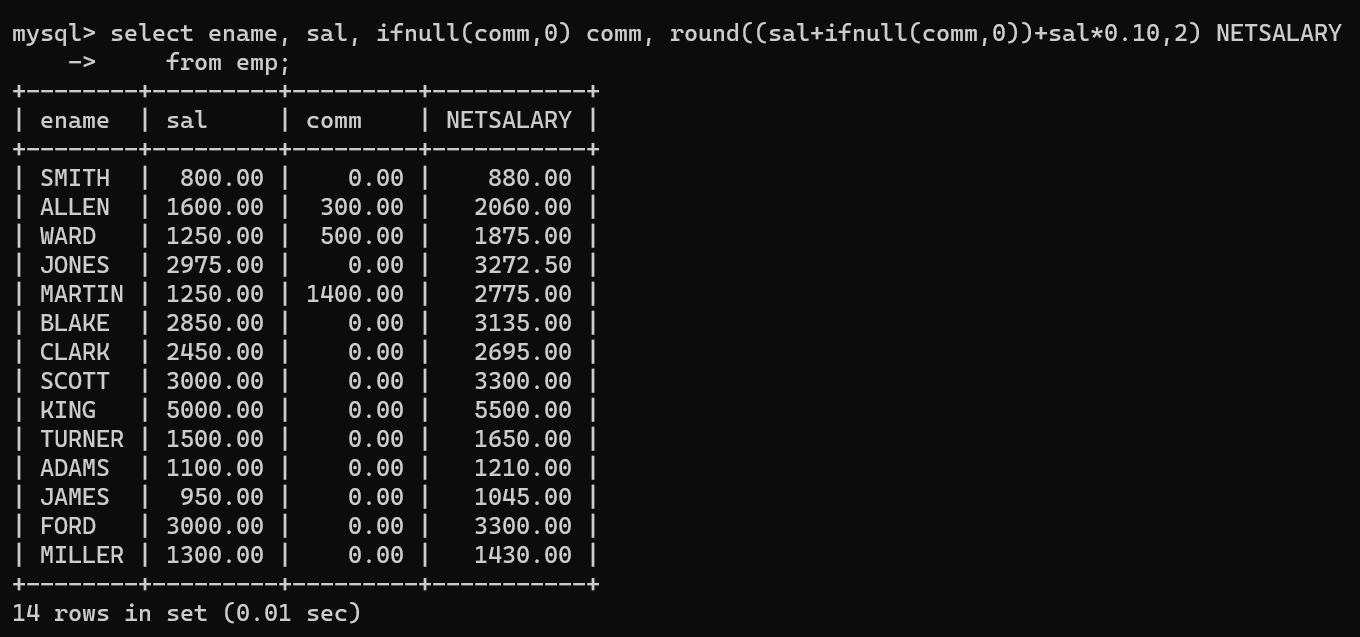 mysql> select ename, sal, ifnull(comm,0) comm, round((sal+ifnull(comm,0))+sal*0.10,2) NETSALARY
    ->     from emp;
+--------+---------+---------+-----------+
| ename  | sal     | comm    | NETSALARY |
+--------+---------+---------+-----------+
| SMITH  |  800.00 |    0.00 |    880.00 |
| ALLEN  | 1600.00 |  300.00 |   2060.00 |
| WARD   | 1250.00 |  500.00 |   1875.00 |
| JONES  | 2975.00 |    0.00 |   3272.50 |
| MARTIN | 1250.00 | 1400.00 |   2775.00 |
| BLAKE  | 2850.00 |    0.00 |   3135.00 |
| CLARK  | 2450.00 |    0.00 |   2695.00 |
| SCOTT  | 3000.00 |    0.00 |   3300.00 |
| KING   | 5000.00 |    0.00 |   5500.00 |
| TURNER | 1500.00 |    0.00 |   1650.00 |
| ADAMS  | 1100.00 |    0.00 |   1210.00 |
| JAMES  |  950.00 |    0.00 |   1045.00 |
| FORD   | 3000.00 |    0.00 |   3300.00 |
| MILLER | 1300.00 |    0.00 |   1430.00 |
+--------+---------+---------+-----------+
14 rows in set (0.01 sec)